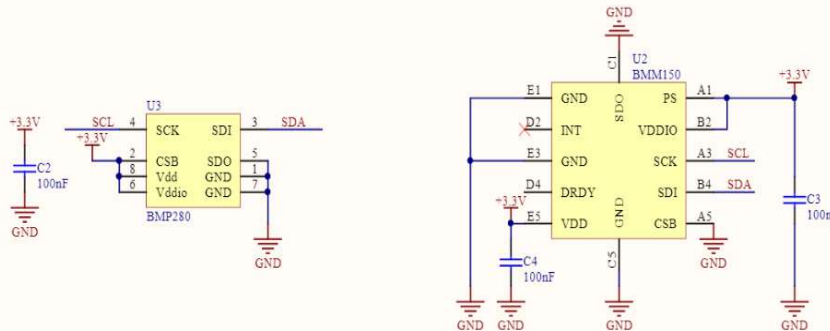 GND
C1
U2
BMM150
SDO
E1
GND
PS
A1
+3.3V
D2
INT
VDDIO
B2
E3
GND
SCK
A3
SCL
D4
DRDY
SDI
B4
SDA
+3.3V
E5
VDD
GND
CSB
A5
C3
C4
100nF
GND
C5
GND
GND
GND
GND
U3
+3.3V
SCL
4
SCK
SDI
3
SDA
+3.3V
2
CSB
SDO
5
C2
100nF
8
Vdd
GND
1
6
Vddio
GND
7
BMP280
GND
GND